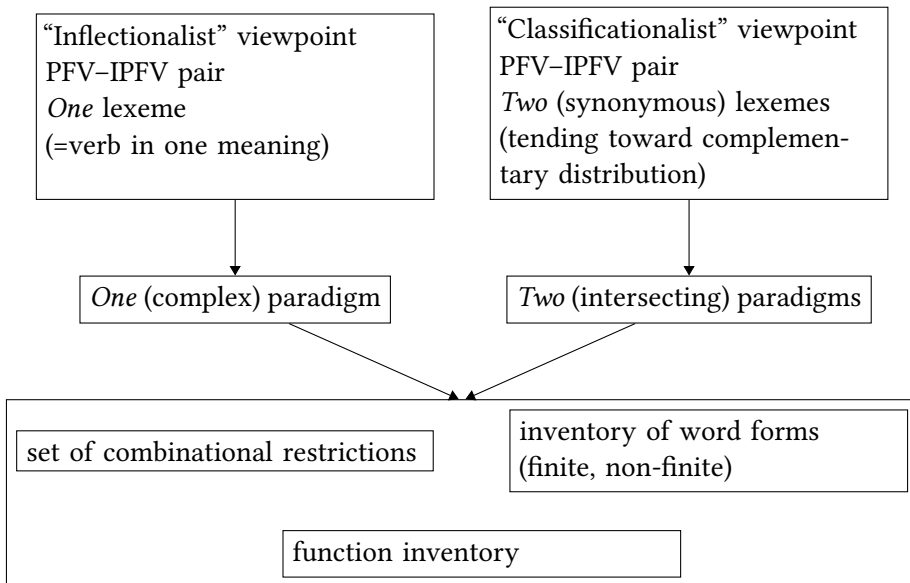 “Inflectionalist” viewpoint
PFV–IPFV pair
One lexeme
(=verb in one meaning)
“Classificationalist” viewpoint
PFV–IPFV pair
Two (synonymous) lexemes
(tending toward complemen-
tary distribution)
One (complex) paradigm
Two (intersecting) paradigms
set of combinational restrictions
inventory of word forms
(finite, non-finite)
function inventory